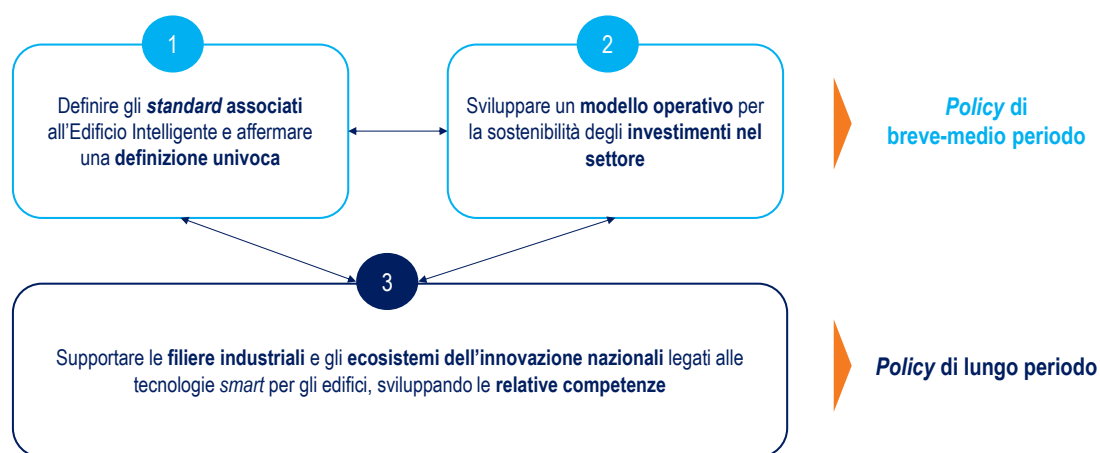 1
Definire gli standard associati
all'Edificio Intelligente e affermare
una definizione univoca
2
Sviluppare un modello operativo per
la sostenibilità degli investimenti nel
settore
Policy di
breve-medio periodo
3
Supportare le filiere industriali e gli ecosistemi dell'innovazione nazionali legati alle
tecnologie smart per gli edifici, sviluppando le relative competenze
Policy di lungo periodo